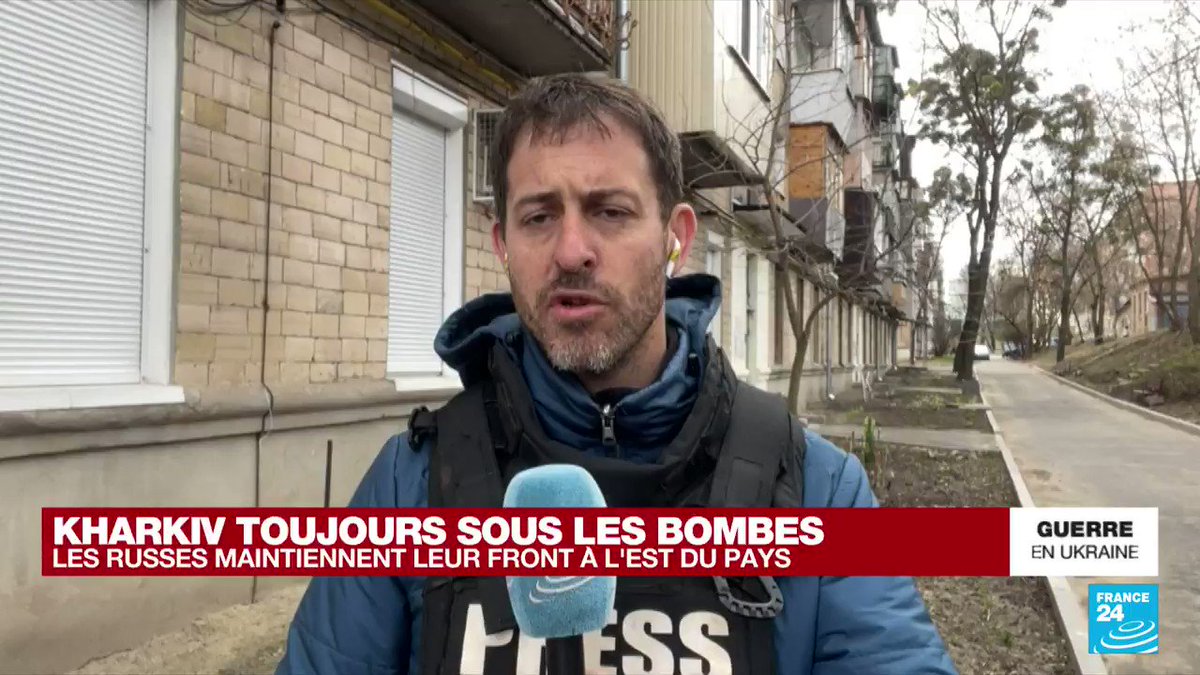 KHARKIV TOUJOURS SOUS LES BOMBES
LES RUSSES MAINTIENNENT LEUR FRONT À L'EST DU PAYS
GUERRE
EN UKRAINE
FRANCE
24
PRESS